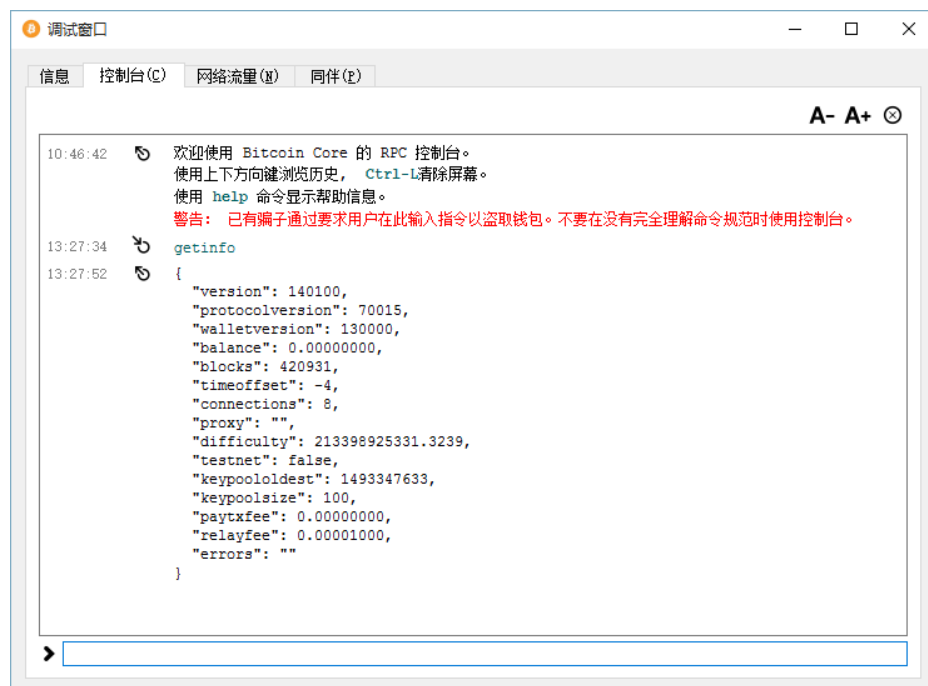 调试窗口
信息 控制台(C) 网络流量(N) 同伴(P)
A- A+
10:46:42 欢迎使用 Bitcoin Core 的 RPC 控制台。
使用上下方向键浏览历史, Ctrl-L清除屏幕。
使用 help 命令显示帮助信息。
警告: 已有骗子通过要求用户在此输入指令以盗取钱包。不要在没有完全理解命令规范时使用控制台。
13:27:34 getinfo
13:27:52 {
"version": 140100,
"protocolversion": 70015,
"walletversion": 130000,
"balance": 0.00000000,
"blocks": 420931,
"timeoffset": -4,
"connections": 8,
"proxy": "",
"difficulty": 213398925331.3239,
"testnet": false,
"keypoololdest": 1493347633,
"keypoolsize": 100,
"paytxfee": 0.00000000,
"relayfee": 0.00001000,
"errors": ""
}